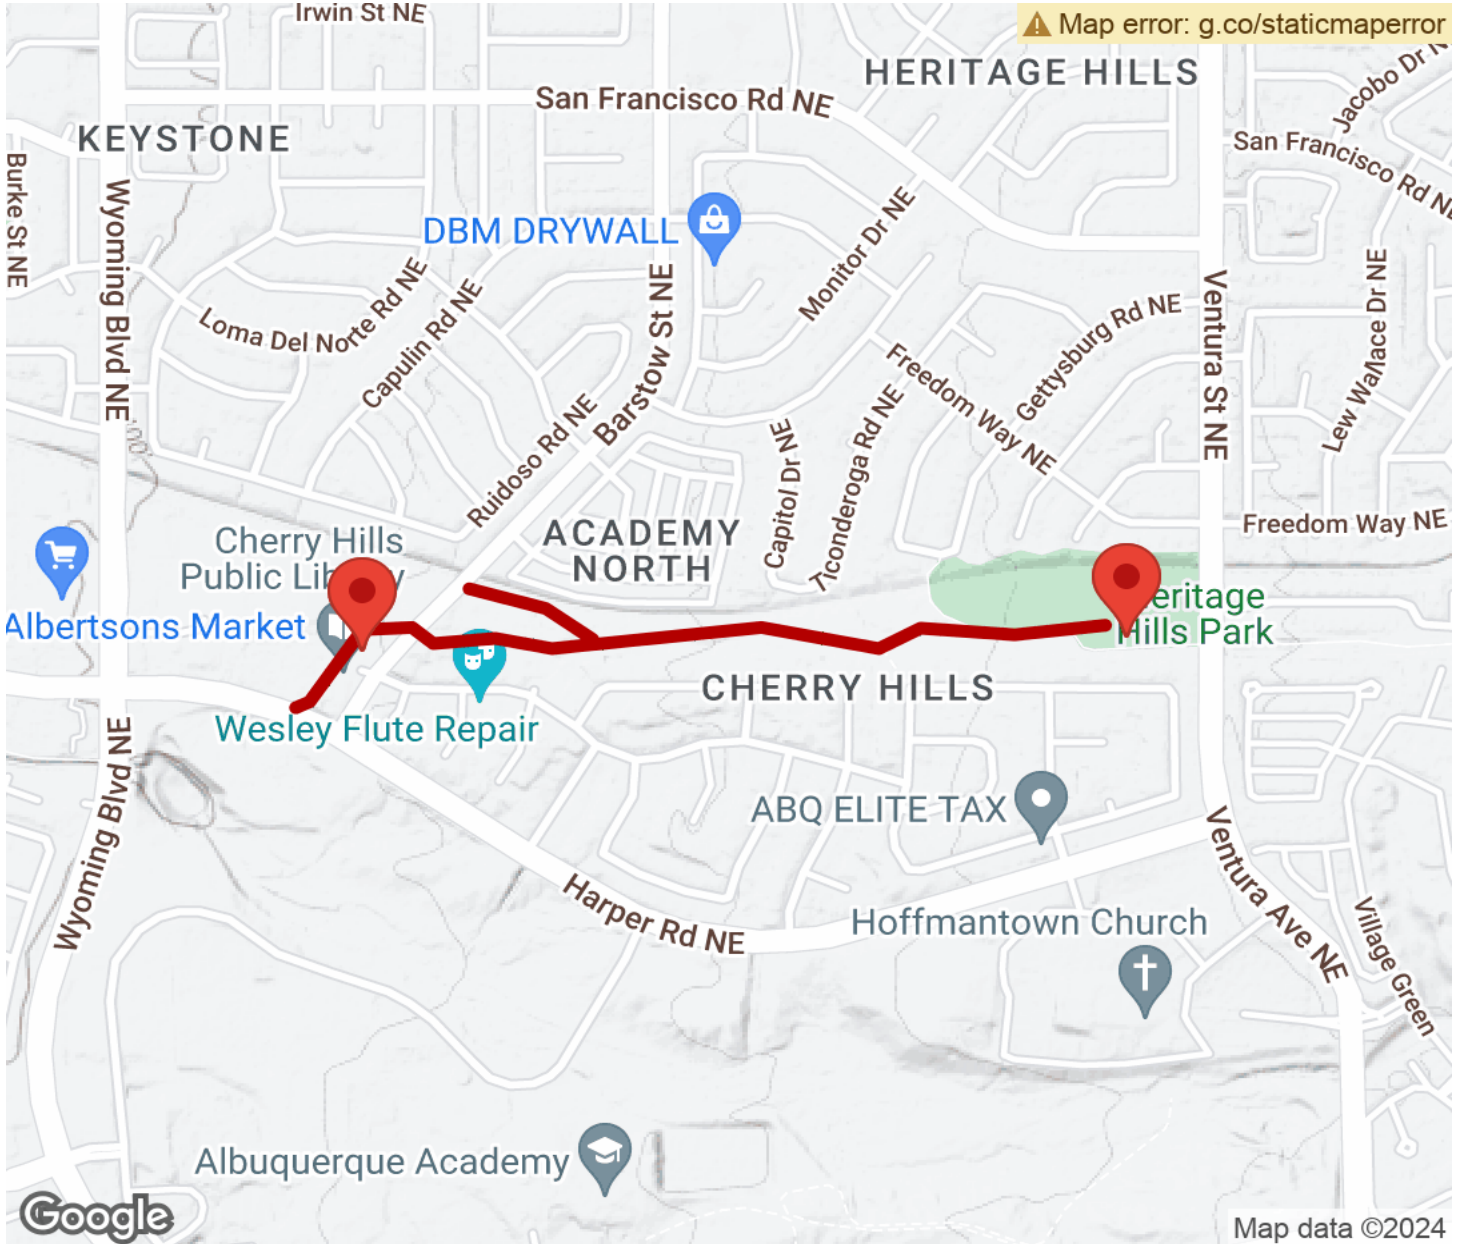 Irwin St NE
Map error: g.co/staticmaperror
HERITAGE HILLS
Jacobo Dr N
San Francisco Rd NE
KEYSTONE
San Francisco Rd NE
Burke St NE
Wyoming Blvd NE
DBM DRYWALL
Monitor Dr NE
Loma Del Norte Rd NE
Capulin Rd NE
Barstow St NE
Ventura St NE
Gettysburg Rd NE
Lew Wallace Dr NE
Freedom Way NE
Ruidoso Rd NE
Capitol Dr NE
Ticonderoga Rd NE
Freedom Way NE
Cherry Hills
Public Library
ACADEMY
NORTH
Albertsons Market
Heritage
Hills Park
CHERRY HILLS
Wesley Flute Repair
Wyoming Blvd NE
ABQ ELITE TAX
Ventura Ave NE
Harper Rd NE
Hoffmantown Church
Village Green
Albuquerque Academy
Google
Map data ©2024